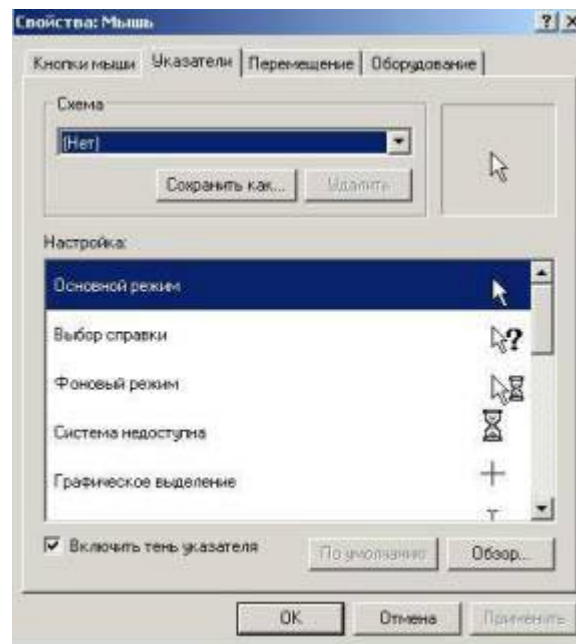 Свойства: Мышь
Кнопки мыши Указатели Перемещение Оборудование
Схема
(Нет)
Сохранить как... Удалить
Настройка:
Основной режим
Выбор справки
Фоновый режим
Система недоступна
Графическое выделение
Включить тень указателя По умолчанию Обзор...
OK Отмена Применить